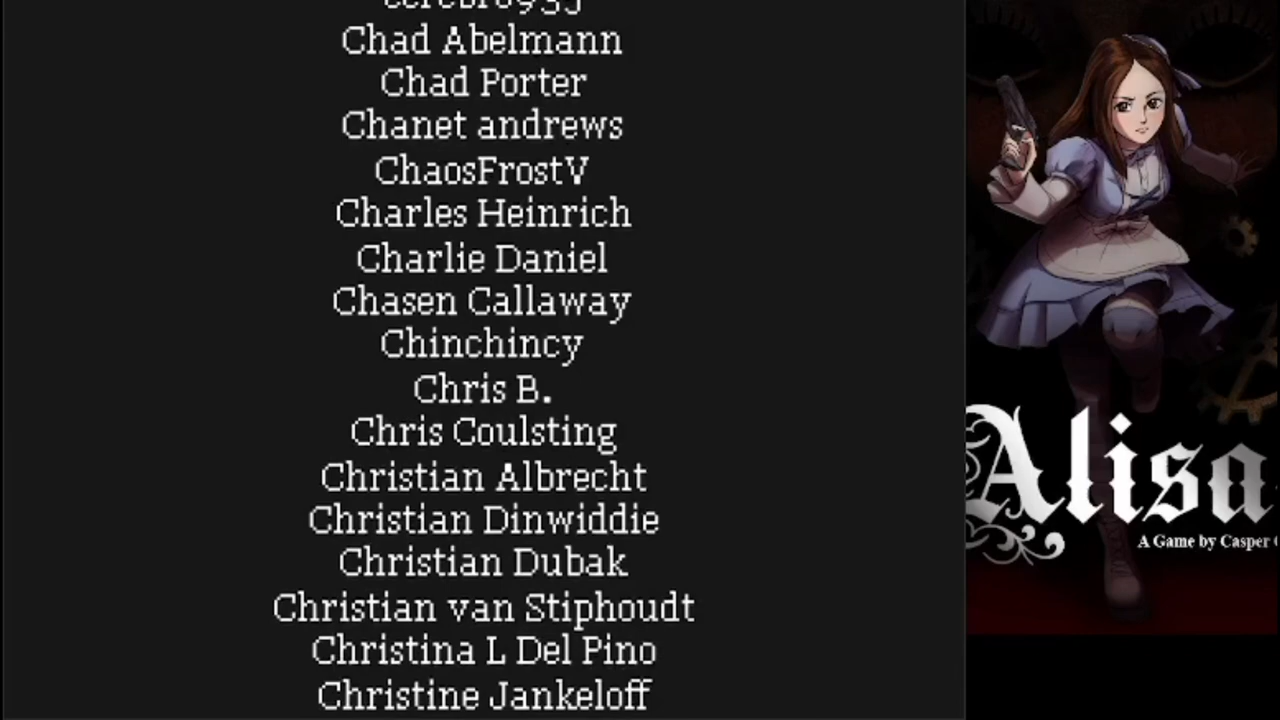 Chad Abelmann
Chad Porter
Chanet andrews
ChaosFrostV
Charles Heinrich
Charlie Daniel
Chasen Callaway
Chinchincy
Chris B.
Chris Coulsting
Christian Albrecht
Christian Dinwiddie
Christian Dubak
Christian van Stiphoudt
Christina L Del Pino
Christine Jankeloff
Alisa
A Game by Casper